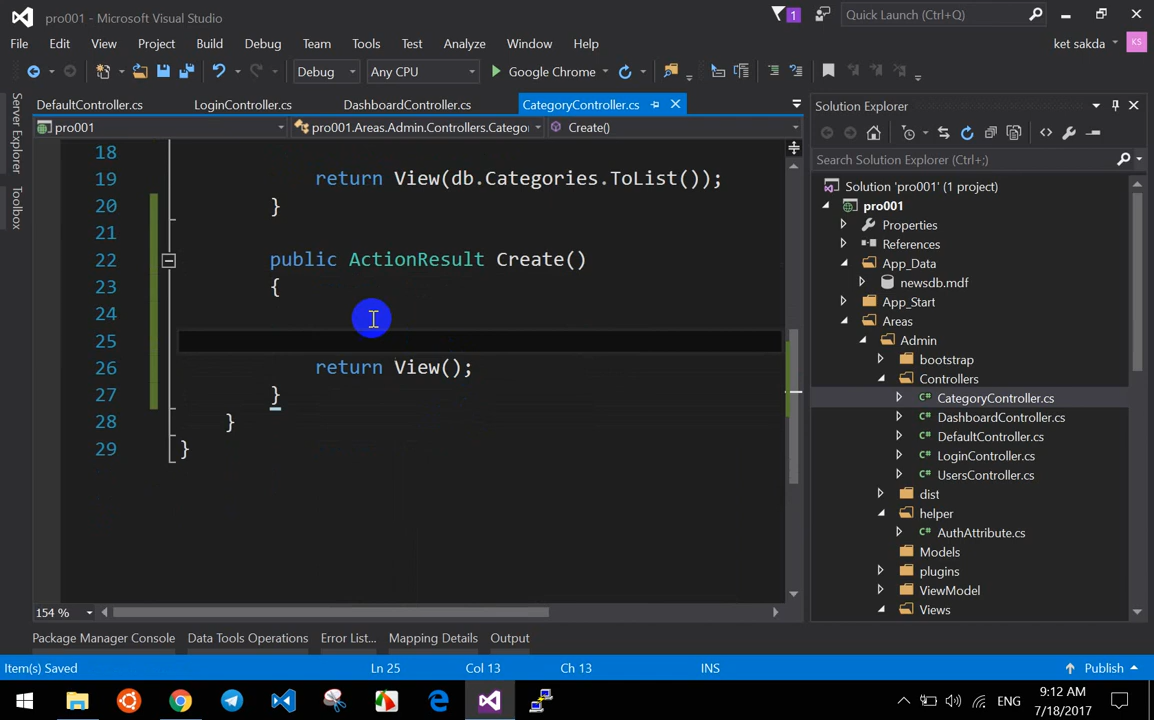 pro001 - Microsoft Visual Studio
1
Quick Launch (Ctrl+Q)
File Edit View Project Build Debug Team Tools Test Analyze Window Help
ket sakda
KS
Debug Any CPU Google Chrome
Server Explorer
Toolbox
DefaultController.cs LoginController.cs DashboardController.cs CategoryController.cs
pro001 pro001.Areas.Admin.Controllers.Catego Create()
18
19 return View(db.Categories.ToList());
20 }
21
22 public ActionResult Create()
23 {
24
25
26 return View();
27 }
28 }
29 }
154 %
Solution Explorer
Search Solution Explorer (Ctrl+;)
Solution 'pro001' (1 project)
pro001
Properties
References
App_Data
newsdb.mdf
App_Start
Areas
Admin
bootstrap
Controllers
C# CategoryController.cs
C# DashboardController.cs
C# DefaultController.cs
C# LoginController.cs
C# UsersController.cs
dist
helper
C# AuthAttribute.cs
Models
plugins
ViewModel
Views
Package Manager Console Data Tools Operations Error List... Mapping Details Output
Item(s) Saved Ln 25 Col 13 Ch 13 INS Publish
ENG
9:12 AM
7/18/2017